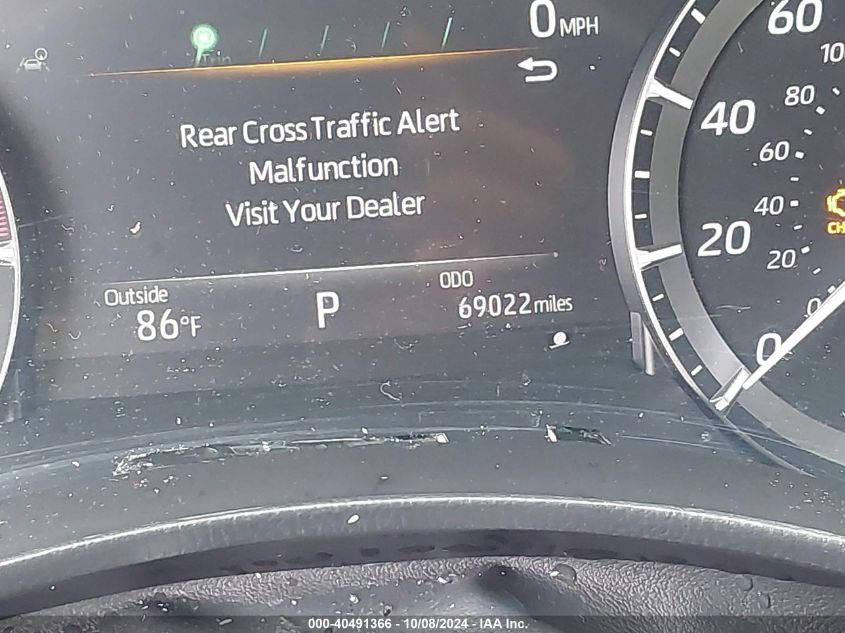 0 MPH
Rear Cross Traffic Alert
Malfunction
Visit Your Dealer
Outside
86°F
P
ODO
69022 miles
60
40
20
0
80
60
40
20
0
000-40491366 - 10/08/2024 - IAA Inc.